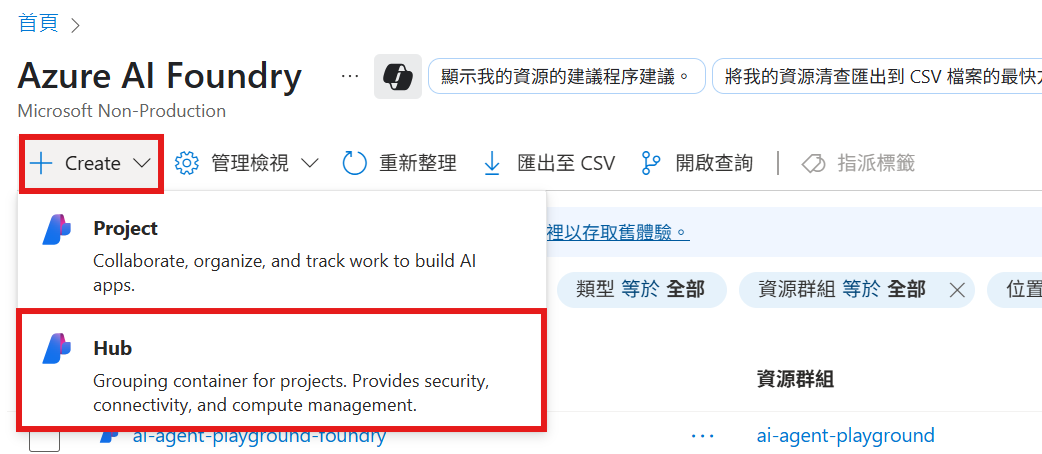 首頁
Azure AI Foundry
顯示我的資源的建議程序建議。
將我的資源清查匯出到 CSV 檔案的最快
Microsoft Non-Production
Create
管理檢視
重新整理
匯出至 CSV
開啟查詢
指派標籤
Project
Collaborate, organize, and track work to build AI
apps.
裡以存取舊體驗。
類型 等於 全部
資源群組 等於 全部
位置
Hub
Grouping container for projects. Provides security,
connectivity, and compute management.
資源群組
ai-agent-playground-foundry
ai-agent-playground